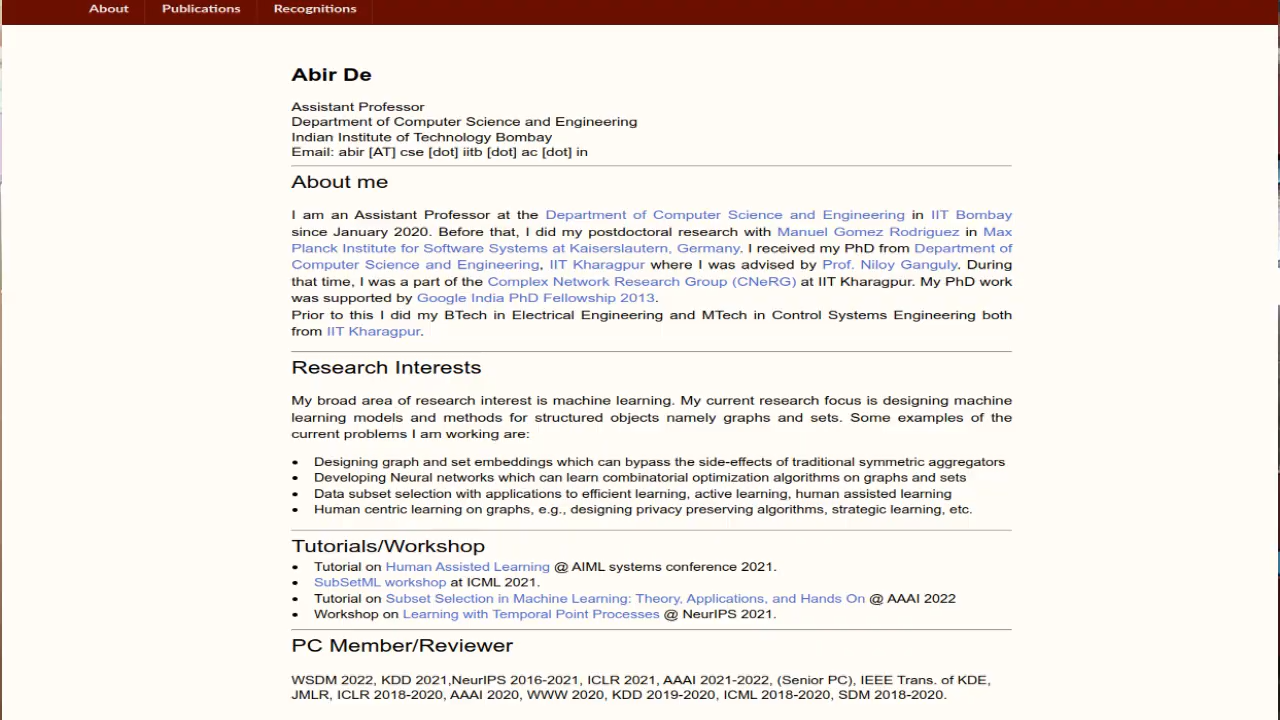 About Publications Recognitions
Abir De
Assistant Professor
Department of Computer Science and Engineering
Indian Institute of Technology Bombay
Email: abir [AT] cse [dot] iitb [dot] ac [dot] in
About me
I am an Assistant Professor at the Department of Computer Science and Engineering in IIT Bombay
since January 2020. Before that, I did my postdoctoral research with Manuel Gomez Rodriguez in Max
Planck Institute for Software Systems at Kaiserslautern, Germany. I received my PhD from Department of
Computer Science and Engineering, IIT Kharagpur where I was advised by Prof. Niloy Ganguly. During
that time, I was a part of the Complex Network Research Group (CNeRG) at IIT Kharagpur. My PhD work
was supported by Google India PhD Fellowship 2013.
Prior to this I did my BTech in Electrical Engineering and MTech in Control Systems Engineering both
from IIT Kharagpur.
Research Interests
My broad area of research interest is machine learning. My current research focus is designing machine
learning models and methods for structured objects namely graphs and sets. Some examples of the
current problems I am working are:
• Designing graph and set embeddings which can bypass the side-effects of traditional symmetric aggregators
• Developing Neural networks which can learn combinatorial optimization algorithms on graphs and sets
• Data subset selection with applications to efficient learning, active learning, human assisted learning
• Human centric learning on graphs, e.g., designing privacy preserving algorithms, strategic learning, etc.
Tutorials/Workshop
• Tutorial on Human Assisted Learning @ AIML systems conference 2021.
• SubSetML workshop at ICML 2021.
• Tutorial on Subset Selection in Machine Learning: Theory, Applications, and Hands On @ AAAI 2022
• Workshop on Learning with Temporal Point Processes @ NeurIPS 2021.
PC Member/Reviewer
WSDM 2022, KDD 2021,NeurIPS 2016-2021, ICLR 2021, AAAI 2021-2022, (Senior PC), IEEE Trans. of KDE,
JMLR, ICLR 2018-2020, AAAI 2020, WWW 2020, KDD 2019-2020, ICML 2018-2020, SDM 2018-2020.